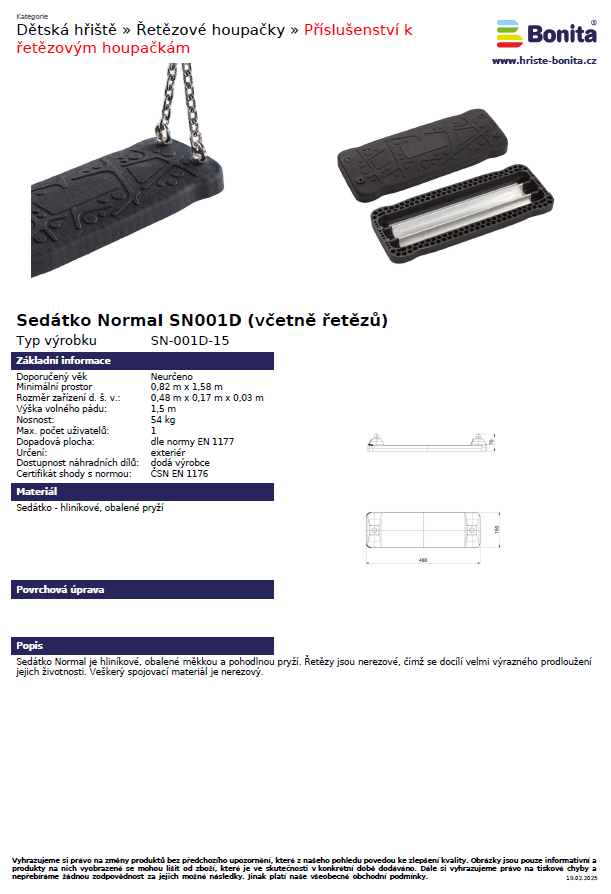 Kategorie
Dětská hřiště » Řetězové houpačky » Příslušenství k
řetězovým houpačkám
Bonita®
www.hriste-bonita.cz
Sedátko Normal SN001D (včetně řetězů)
Typ výrobku SN-001D-15
Základní informace
Doporučený věk Neurčeno
Minimální prostor 0,82 m x 1,58 m
Rozměr zařízení d. š. v.: 0,48 m x 0,17 m x 0,03 m
Výška volného pádu: 1,5 m
Nosnost: 54 kg
Max. počet uživatelů: 1
Dopadová plocha: dle normy EN 1177
Určení: exteriér
Dostupnost náhradních dílů: dodá výrobce
Certifikát shody s normou: ČSN EN 1176
70
Materiál
Sedátko - hliníkové, obalené pryží
150
480
Povrchová úprava
Popis
Sedátko Normal je hliníkové, obalené měkkou a pohodlnou pryží. Řetězy jsou nerezové, čímž se docílí velmi výrazného prodloužení
jejich životnosti. Veškerý spojovací materiál je nerezový.
Vyhrazujeme si právo na změny produktů bez předchozího upozornění, které z našeho pohledu povedou ke zlepšení kvality. Obrázky jsou pouze informativní a
produkty na nich vyobrazené se mohou lišit od zboží, které je ve skutečnosti v konkrétní době dodáváno. Dále si vyhrazujeme právo na tiskové chyby a
nepřebíráme žádnou zodpovědnost za jejich možné následky. Jinak platí naše všeobecné obchodní podmínky.
19.02.2025